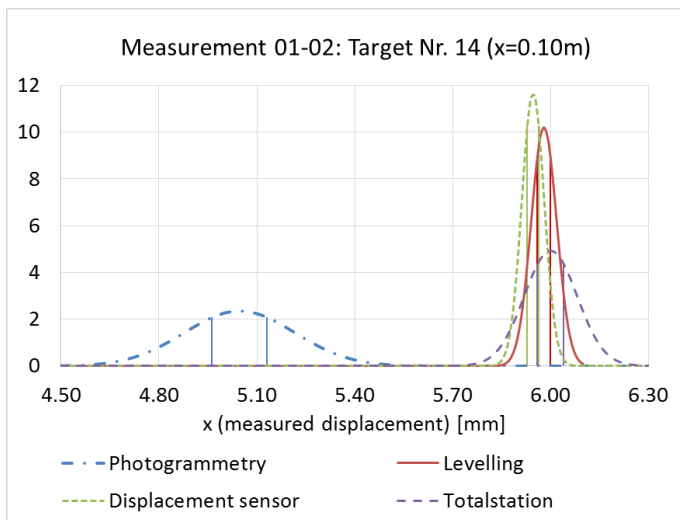 Measurement 01-02: Target Nr. 14 (x=0.10m)
12
10
8
6
4
2
0
4.50 4.80 5.10 5.40 5.70 6.00 6.30
x (measured displacement) [mm]
Photogrammetry Levelling
Displacement sensor Totalstation